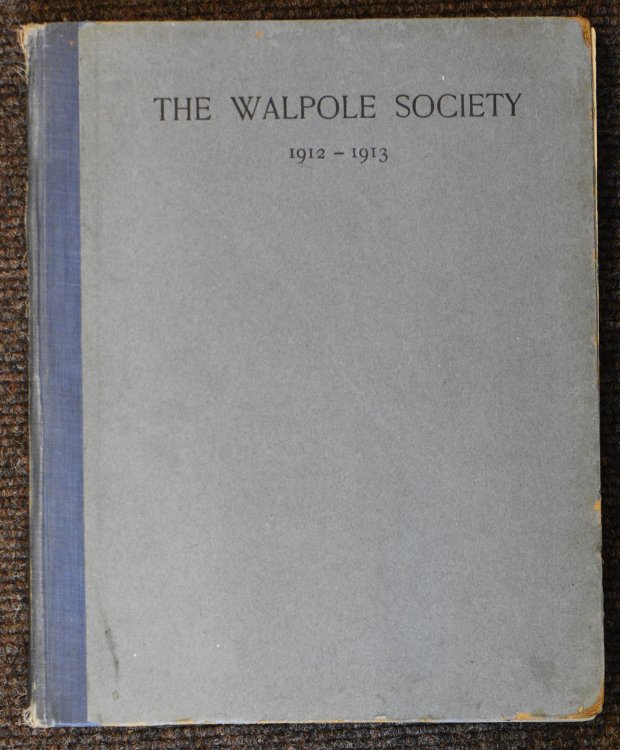 THE WALPOLE SOCIETY
1912 – 1913